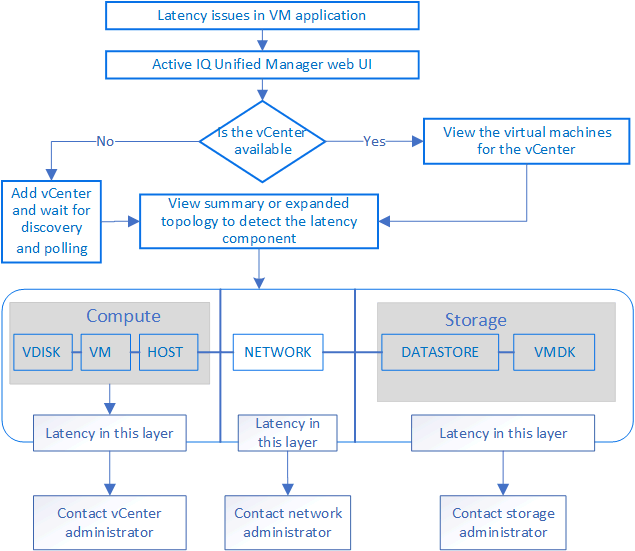 Latency issues in VM application
Active IQ Unified Manager web UI
Is the vCenter
available
No
Yes
View the virtual machines
for the vCenter
Add vCenter
and wait for
discovery
and polling
View summary or expanded
topology to detect the latency
component
Compute
Storage
VDISK
VM
HOST
NETWORK
DATASTORE
VMDK
Latency in this layer
Latency in
this layer
Latency in this layer
Contact vCenter
administrator
Contact network
administrator
Contact storage
administrator